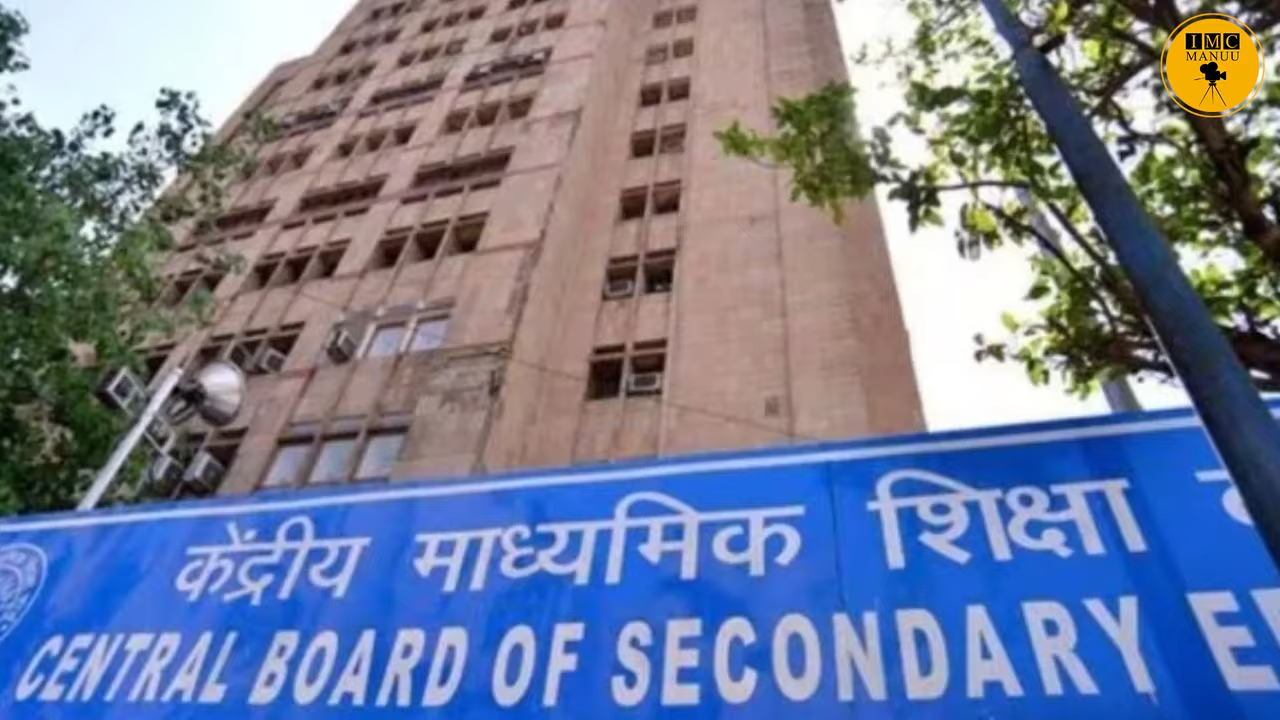 IMC
MANUU
केंद्रीय माध्यमिक शिक्षा
CENTRAL BOARD OF SECONDARY